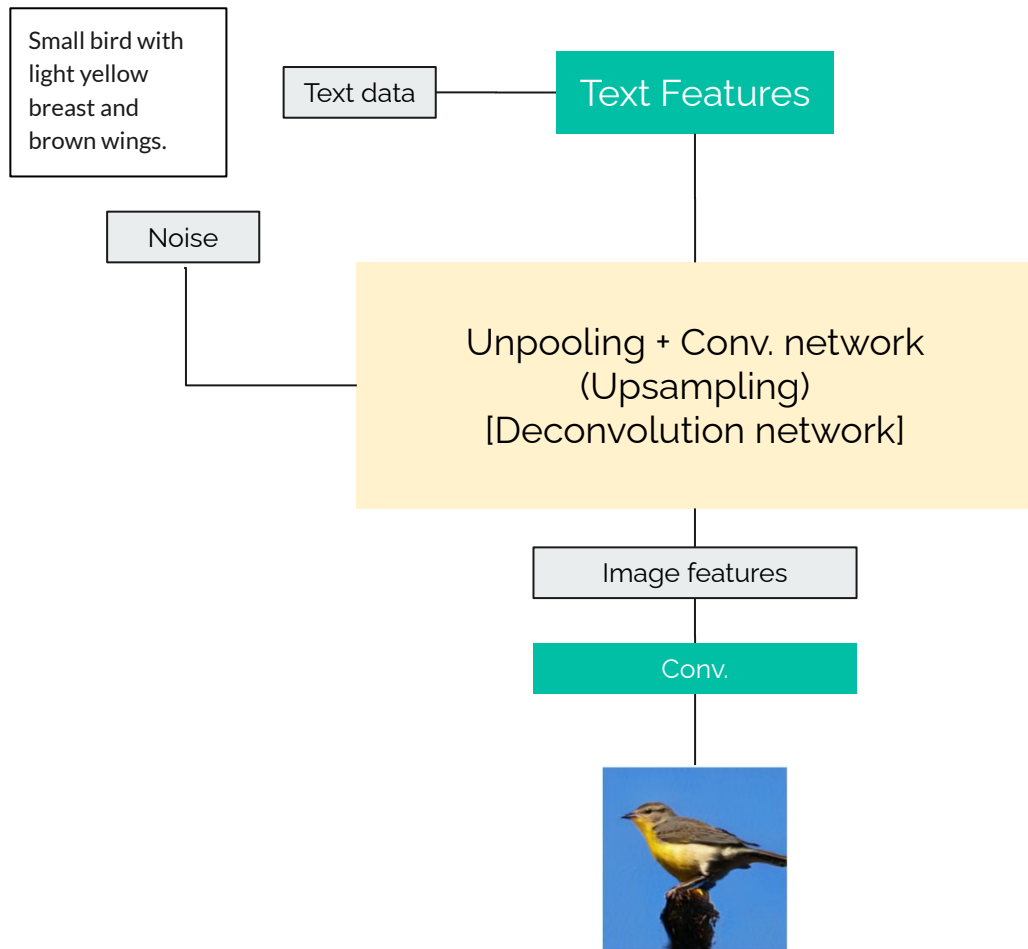 Small bird with
light yellow
breast and
brown wings.
Text data
Text Features
Noise
Unpooling + Conv. network
(Upsampling)
[Deconvolution network]
Image features
Conv.